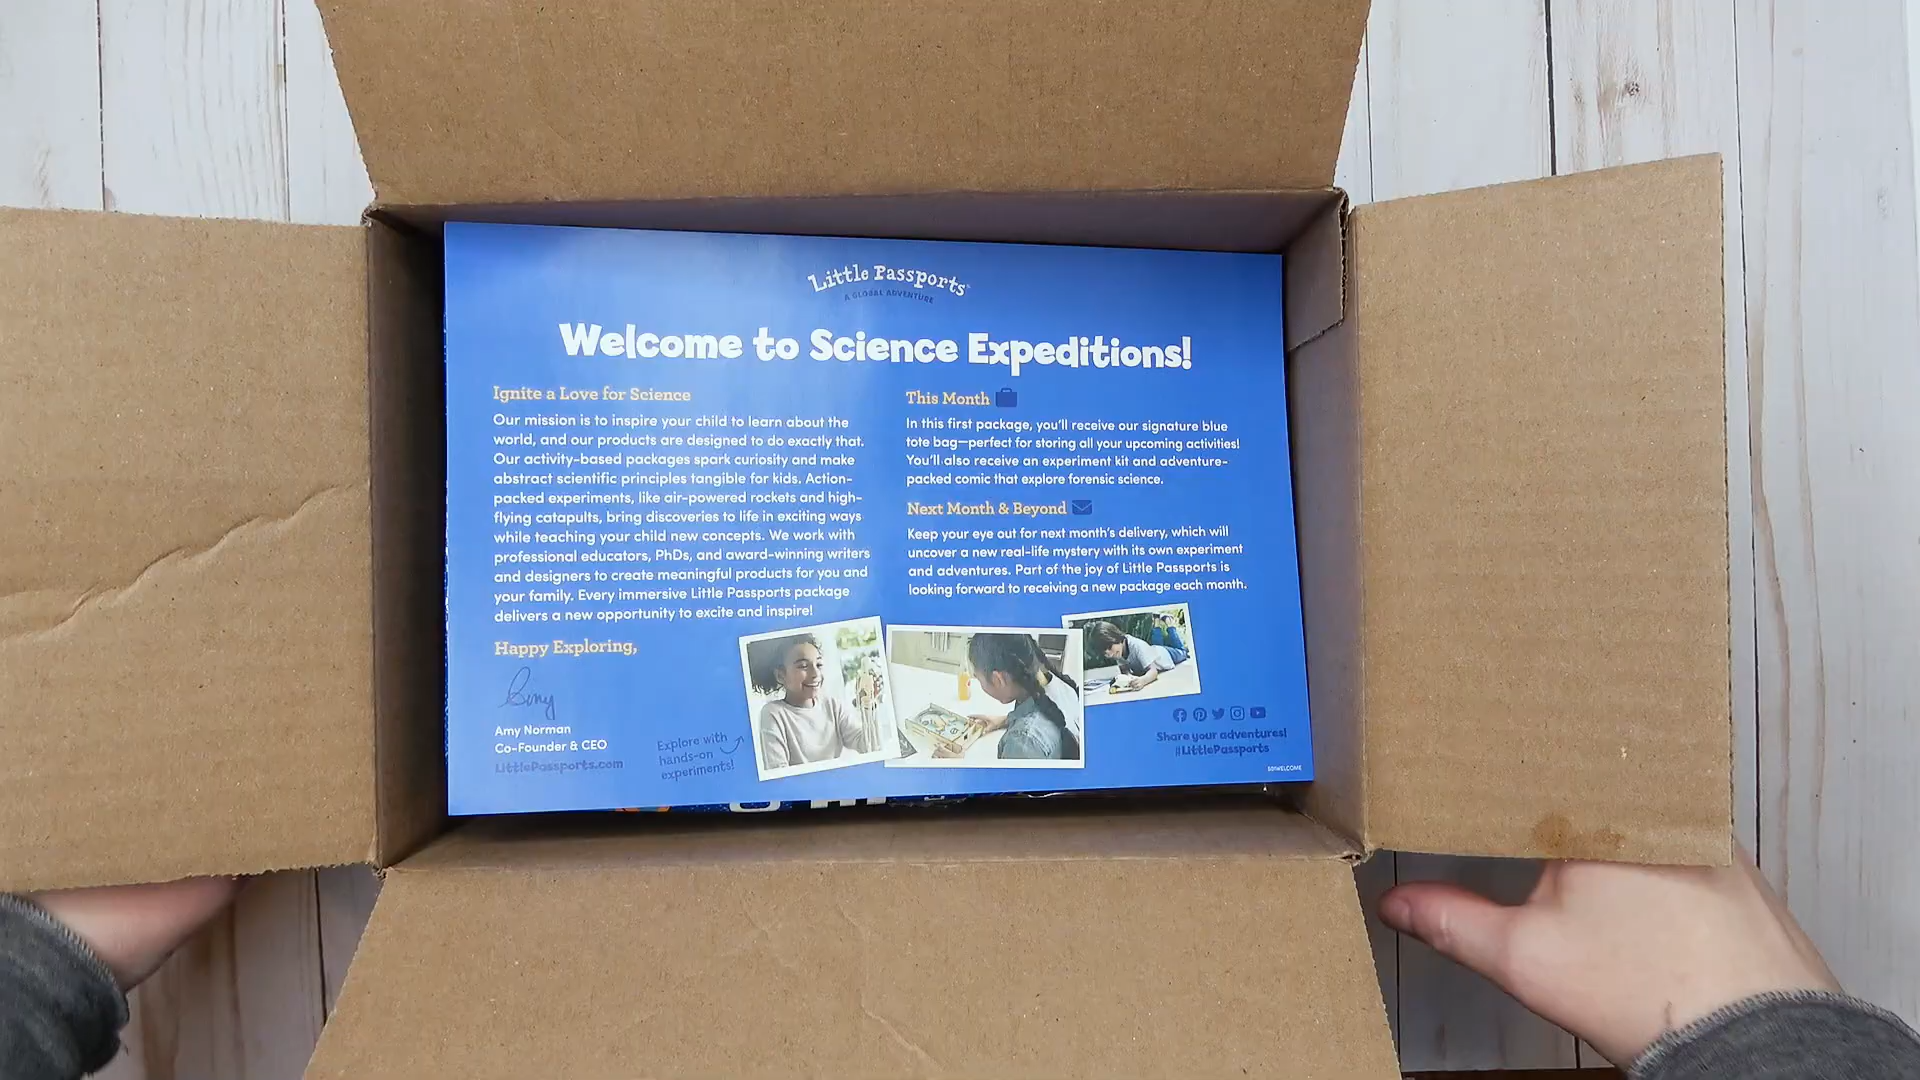 Little Passports
A GLOBAL ADVENTURE
Welcome to Science Expeditions!
Ignite a Love for Science
Our mission is to inspire your child to learn about the
world, and our products are designed to do exactly that.
Our activity-based packages spark curiosity and make
abstract scientific principles tangible for kids. Action-
packed experiments, like air-powered rockets and high-
flying catapults, bring discoveries to life in exciting ways
while teaching your child new concepts. We work with
professional educators, PhDs, and award-winning writers
and designers to create meaningful products for you and
your family. Every immersive Little Passports package
delivers a new opportunity to excite and inspire!
Happy Exploring,
Amy
Amy Norman
Co-Founder & CEO
LittlePassports.com
This Month
In this first package, you'll receive our signature blue
tote bag—perfect for storing all your upcoming activities!
You'll also receive an experiment kit and adventure-
packed comic that explore forensic science.
Next Month & Beyond
Keep your eye out for next month's delivery, which will
uncover a new real-life mystery with its own experiment
and adventures. Part of the joy of Little Passports is
looking forward to receiving a new package each month.
Explore with
hands-on
experiments!
Share your adventures!
#LittlePassports